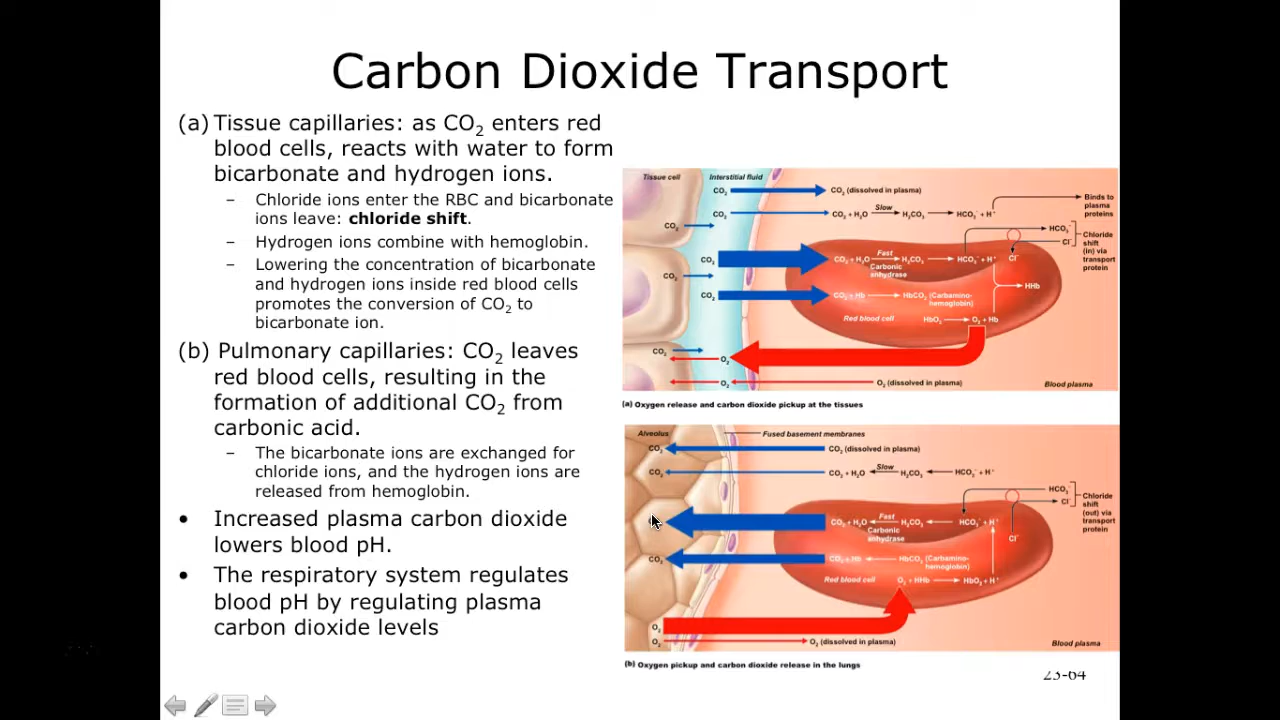 Carbon Dioxide Transport
(a) Tissue capillaries: as CO₂ enters red
blood cells, reacts with water to form
bicarbonate and hydrogen ions.
– Chloride ions enter the RBC and bicarbonate
ions leave: chloride shift.
– Hydrogen ions combine with hemoglobin.
– Lowering the concentration of bicarbonate
and hydrogen ions inside red blood cells
promotes the conversion of CO₂ to
bicarbonate ion.
(b) Pulmonary capillaries: CO₂ leaves
red blood cells, resulting in the
formation of additional CO₂ from
carbonic acid.
– The bicarbonate ions are exchanged for
chloride ions, and the hydrogen ions are
released from hemoglobin.
• Increased plasma carbon dioxide
lowers blood pH.
• The respiratory system regulates
blood pH by regulating plasma
carbon dioxide levels
Tissue cell
Interstitial fluid
CO₂
CO₂ (dissolved in plasma)
CO₂
CO₂ + H₂O
Slow
H₂CO₃
HCO₃⁻ + H⁺
Binds to
plasma
proteins
CO₂
HCO₃⁻
Cl⁻
Chloride
shift
(in) via
transport
protein
CO₂
CO₂ + H₂O
Fast
H₂CO₃
Carbonic
anhydrase
HCO₃⁻ + H⁺
Cl⁻
CO₂
CO₂
CO₂ + Hb
HbCO₂ (Carbamino-
hemoglobin)
HHb
Red blood cell
HbO₂
O₂ + Hb
CO₂
O₂
O₂
O₂ (dissolved in plasma)
Blood plasma
(a) Oxygen release and carbon dioxide pickup at the tissues
Alveolus
Fused basement membranes
CO₂
CO₂ (dissolved in plasma)
CO₂
CO₂ + H₂O
Slow
H₂CO₃
HCO₃⁻ + H⁺
HCO₃⁻
Cl⁻
Chloride
shift
(out) via
transport
protein
CO₂ + H₂O
Fast
H₂CO₃
Carbonic
anhydrase
HCO₃⁻ + H⁺
Cl⁻
CO₂
CO₂ + Hb
HbCO₂ (Carbamino-
hemoglobin)
Red blood cell
O₂ + HHb
HbO₂ + H⁺
O₂
O₂
O₂ (dissolved in plasma)
Blood plasma
(b) Oxygen pickup and carbon dioxide release in the lungs
23-64